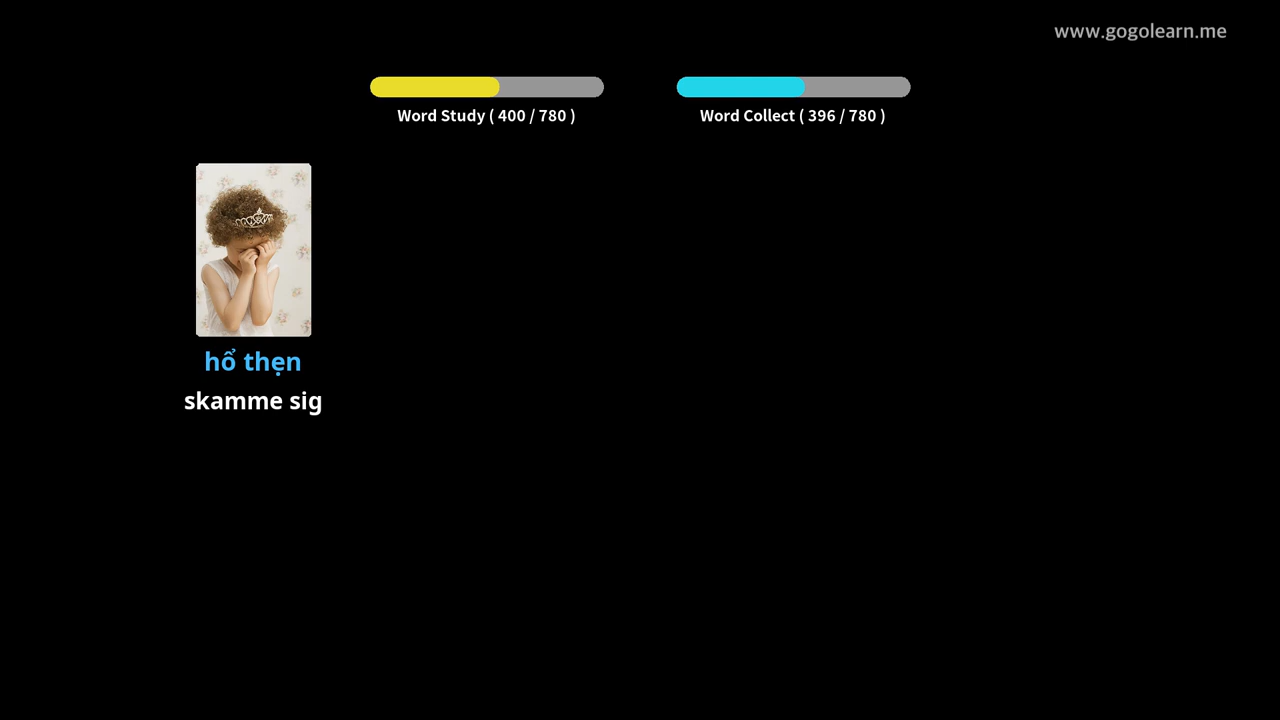 www.gogolearn.me
Word Study ( 400 / 780 )
Word Collect ( 396 / 780 )
hổ thẹn
skamme sig